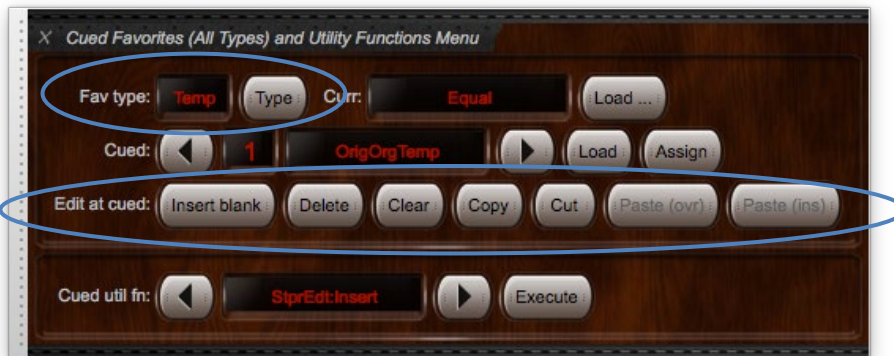 X Cued Favorites (All Types) and Utility Functions Menu
Fav type: Temp Type Curr: Equal Load ...
Cued: 1 OrigOrgTemp Load Assign
Edit at cued: Insert blank Delete Clear Copy Cut Paste (ovr) Paste (ins)
Cued util fn: StprEdt:Insert Execute